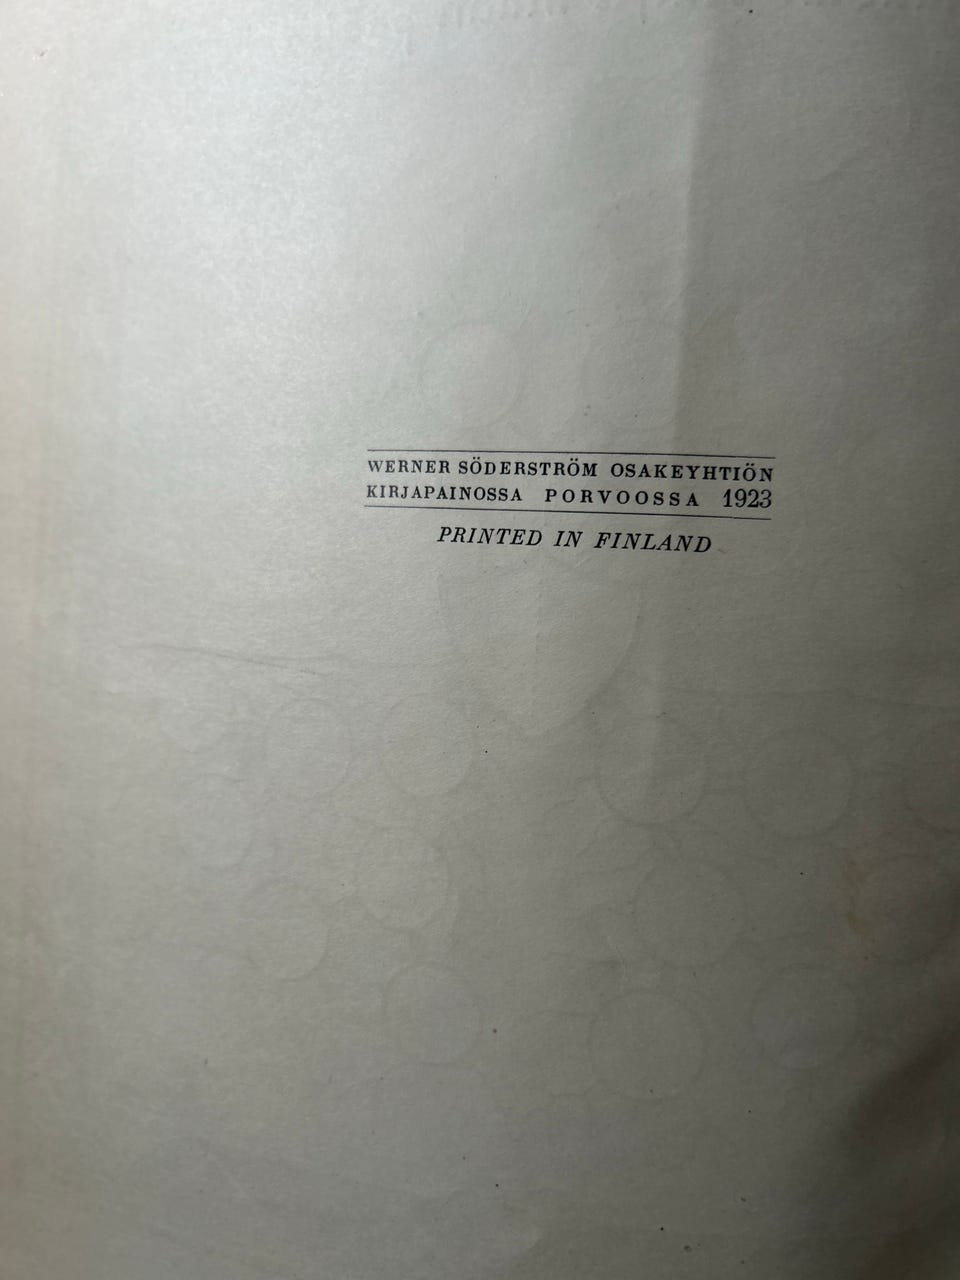 WERNER SÖDERSTRÖM OSAKEYHTIÖN
KIRJAPAINOSSA PORVOOSSA 1923
PRINTED IN FINLAND